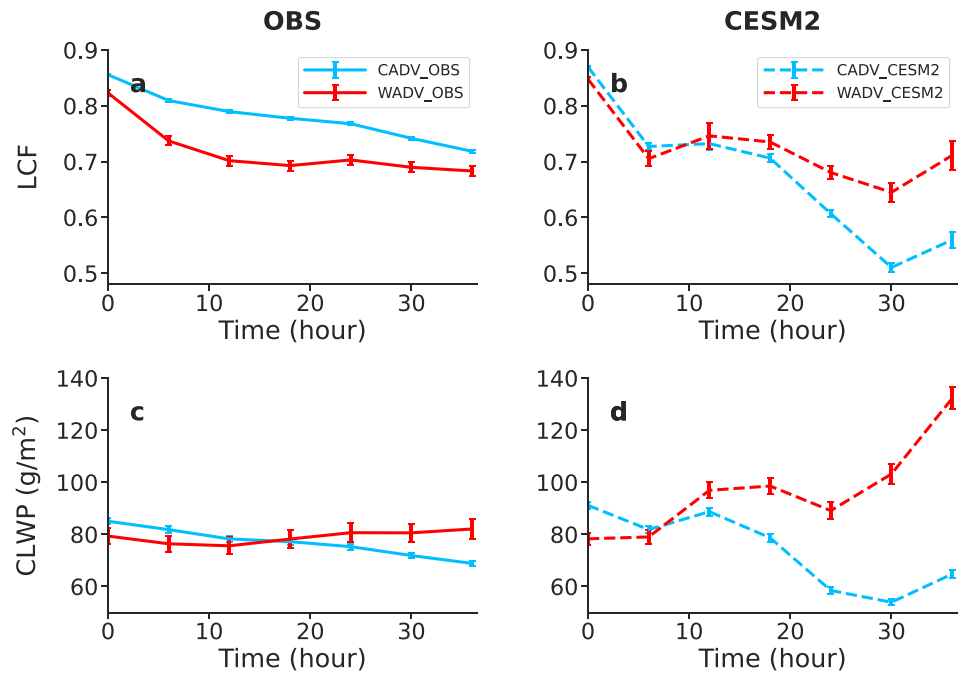 OBS
CESM2
a
CADV_OBS
WADV_OBS
LCF
0.9
0.8
0.7
0.6
0.5
0 10 20 30
Time (hour)
b
CADV_CESM2
WADV_CESM2
0.9
0.8
0.7
0.6
0.5
0 10 20 30
Time (hour)
c
CLWP (g/m²)
140
120
100
80
60
0 10 20 30
Time (hour)
d
140
120
100
80
60
0 10 20 30
Time (hour)